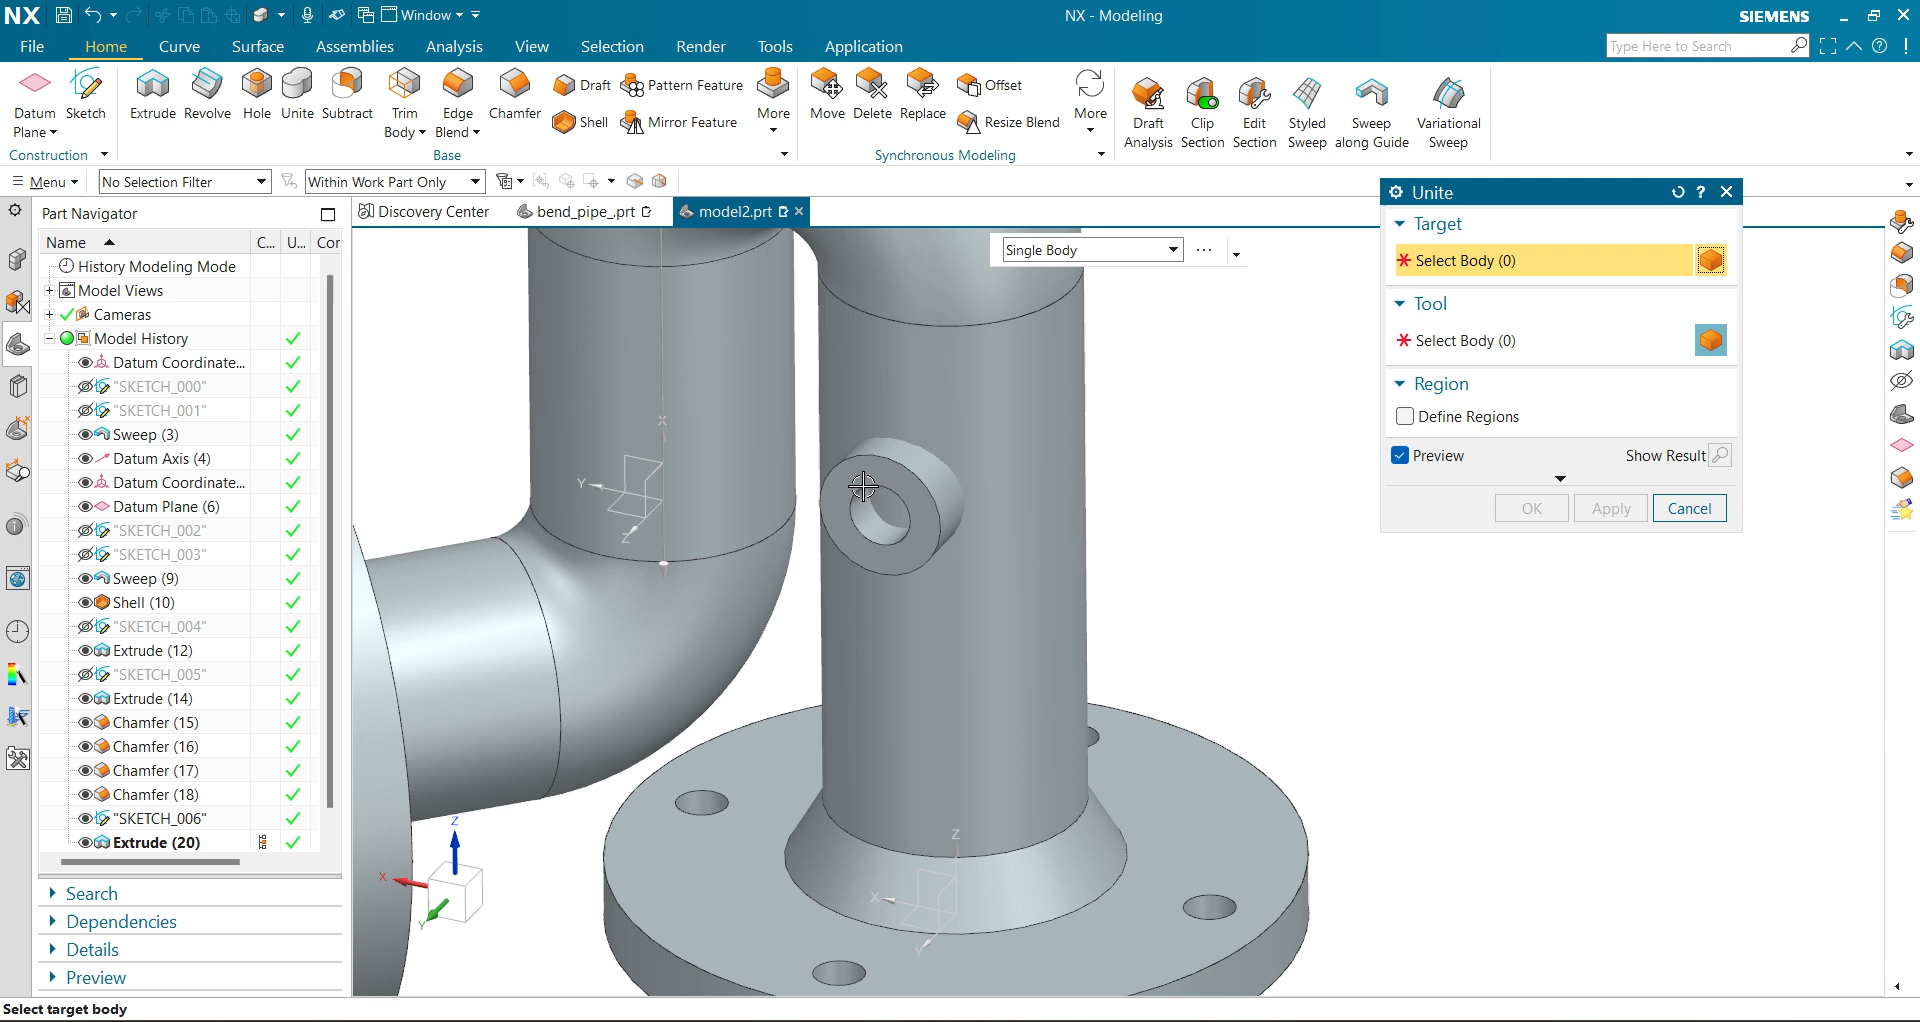 NX Window NX - Modeling SIEMENS
File Home Curve Surface Assemblies Analysis View Selection Render Tools Application Type Here to Search
Datum Plane Sketch Extrude Revolve Hole Unite Subtract Trim Body Edge Blend Chamfer Draft Shell Pattern Feature Mirror Feature More Move Delete Replace Offset Resize Blend More Draft Analysis Clip Section Edit Section Styled Sweep Sweep along Guide Variational Sweep
Construction Base Synchronous Modeling
Menu No Selection Filter Within Work Part Only
Part Navigator Discovery Center bend_pipe_.prt model2.prt
Name C... U... Cor
History Modeling Mode
Model Views
Cameras
Model History
Datum Coordinate...
"SKETCH_000"
"SKETCH_001"
Sweep (3)
Datum Axis (4)
Datum Coordinate...
Datum Plane (6)
"SKETCH_002"
"SKETCH_003"
Sweep (9)
Shell (10)
"SKETCH_004"
Extrude (12)
"SKETCH_005"
Extrude (14)
Chamfer (15)
Chamfer (16)
Chamfer (17)
Chamfer (18)
"SKETCH_006"
Extrude (20)
Search
Dependencies
Details
Preview
Single Body
X
Y
Z
Z
X
Y
Z
X
Y
Unite
Target
Select Body (0)
Tool
Select Body (0)
Region
Define Regions
Preview Show Result
OK Apply Cancel
Select target body